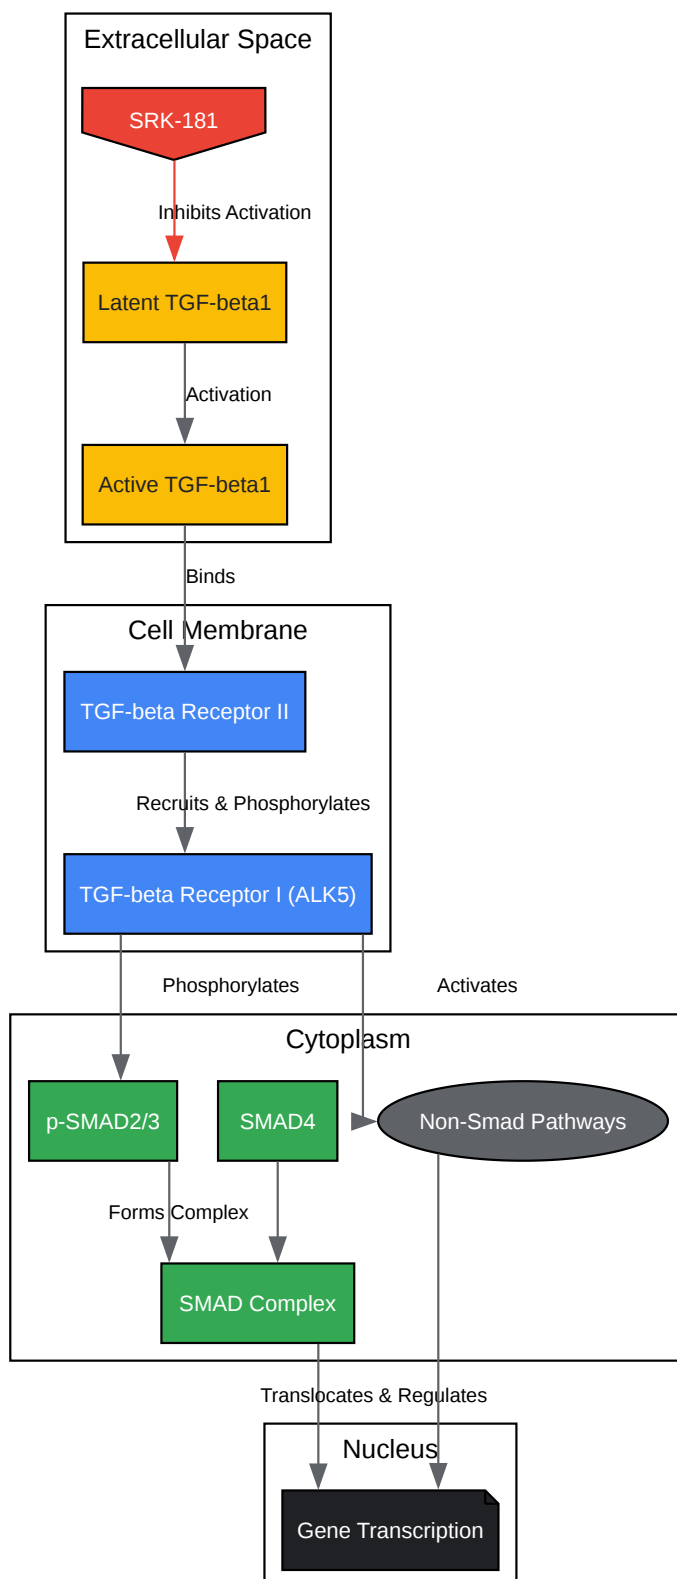 Extracellular Space
SRK-181
Inhibits Activation
Latent TGF-beta1
Activation
Active TGF-beta1
Binds
Cell Membrane
TGF-beta Receptor II
Recruits & Phosphorylates
TGF-beta Receptor I (ALK5)
Phosphorylates
Activates
Cytoplasm
p-SMAD2/3
SMAD4
Non-Smad Pathways
Forms Complex
SMAD Complex
Translocates & Regulates
Nucleus
Gene Transcription